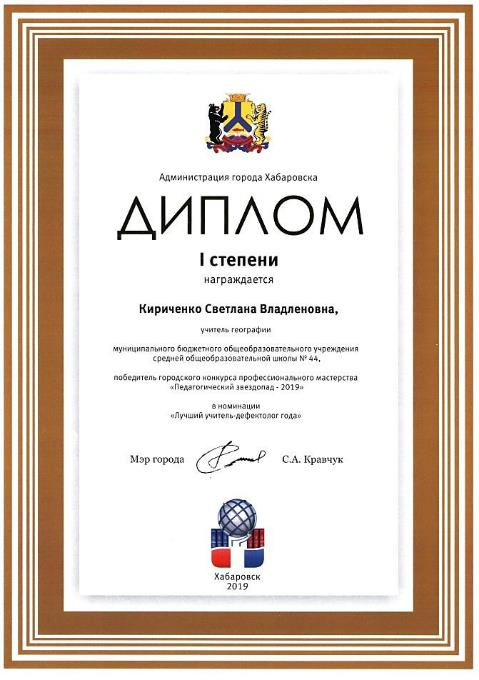 Администрация города Хабаровска
ДИПЛОМ
I степени
награждается
Кириченко Светлана Владленовна,
учитель географии
муниципального бюджетного общеобразовательного учреждения
средней общеобразовательной школы № 44,
победитель городского конкурса профессионального мастерства
«Педагогический звездопад - 2019»
в номинации
«Лучший учитель-дефектолог года»
Мэр города С.А. Кравчук
Хабаровск
2019